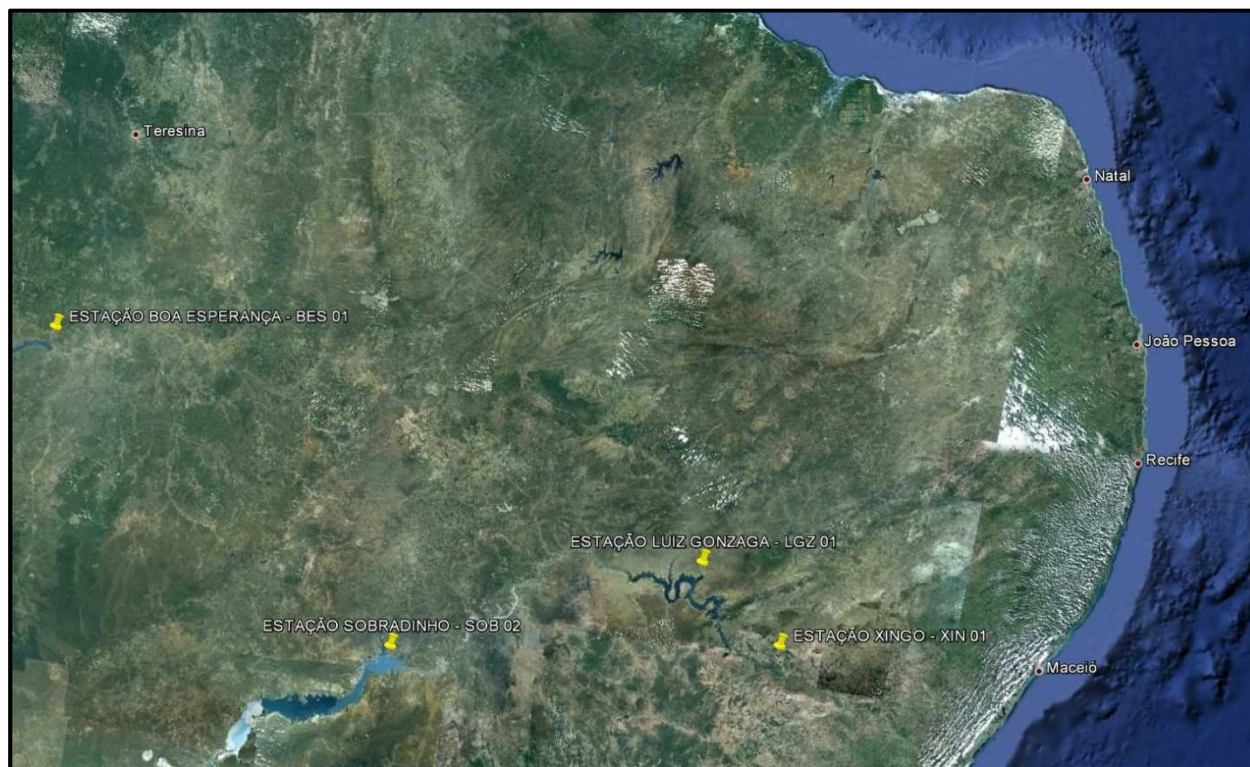 Teresina
Natal
ESTAÇÃO BOA ESPERANÇA - BES 01
João Pessoa
Recife
ESTAÇÃO LUIZ GONZAGA - LGZ 01
ESTAÇÃO SOBRADINHO - SOB 02
ESTAÇÃO XINGO - XIN 01
Maceió